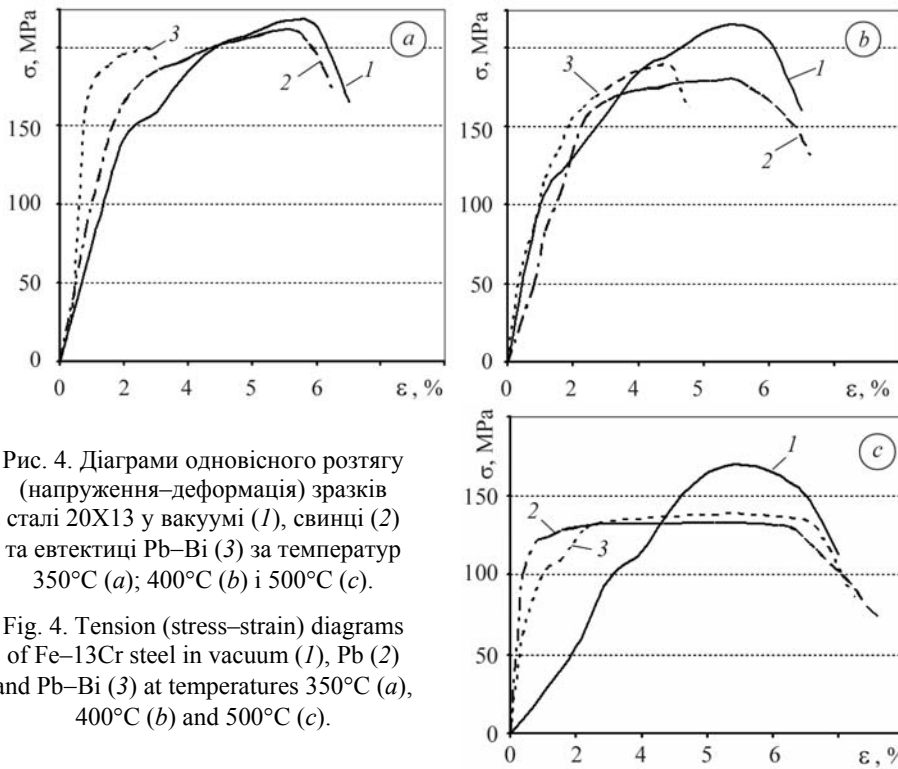 σ, MPa
a
3
2
1
150
100
50
0
0 2 4 5 6 ε, %
σ, MPa
b
3
1
2
150
100
50
0
0 2 4 5 6 ε, %
Рис. 4. Діаграми одновісного розтягу
(напруження–деформація) зразків
сталі 20Х13 у вакуумі (1), свинці (2)
та евтектиці Pb–Bi (3) за температур
350°С (a); 400°С (b) і 500°С (c).
Fig. 4. Tension (stress–strain) diagrams
of Fe–13Cr steel in vacuum (1), Pb (2)
and Pb–Bi (3) at temperatures 350°C (a),
400°C (b) and 500°C (c).
σ, MPa
c
1
2
3
150
100
50
0
0 2 4 5 6 ε, %